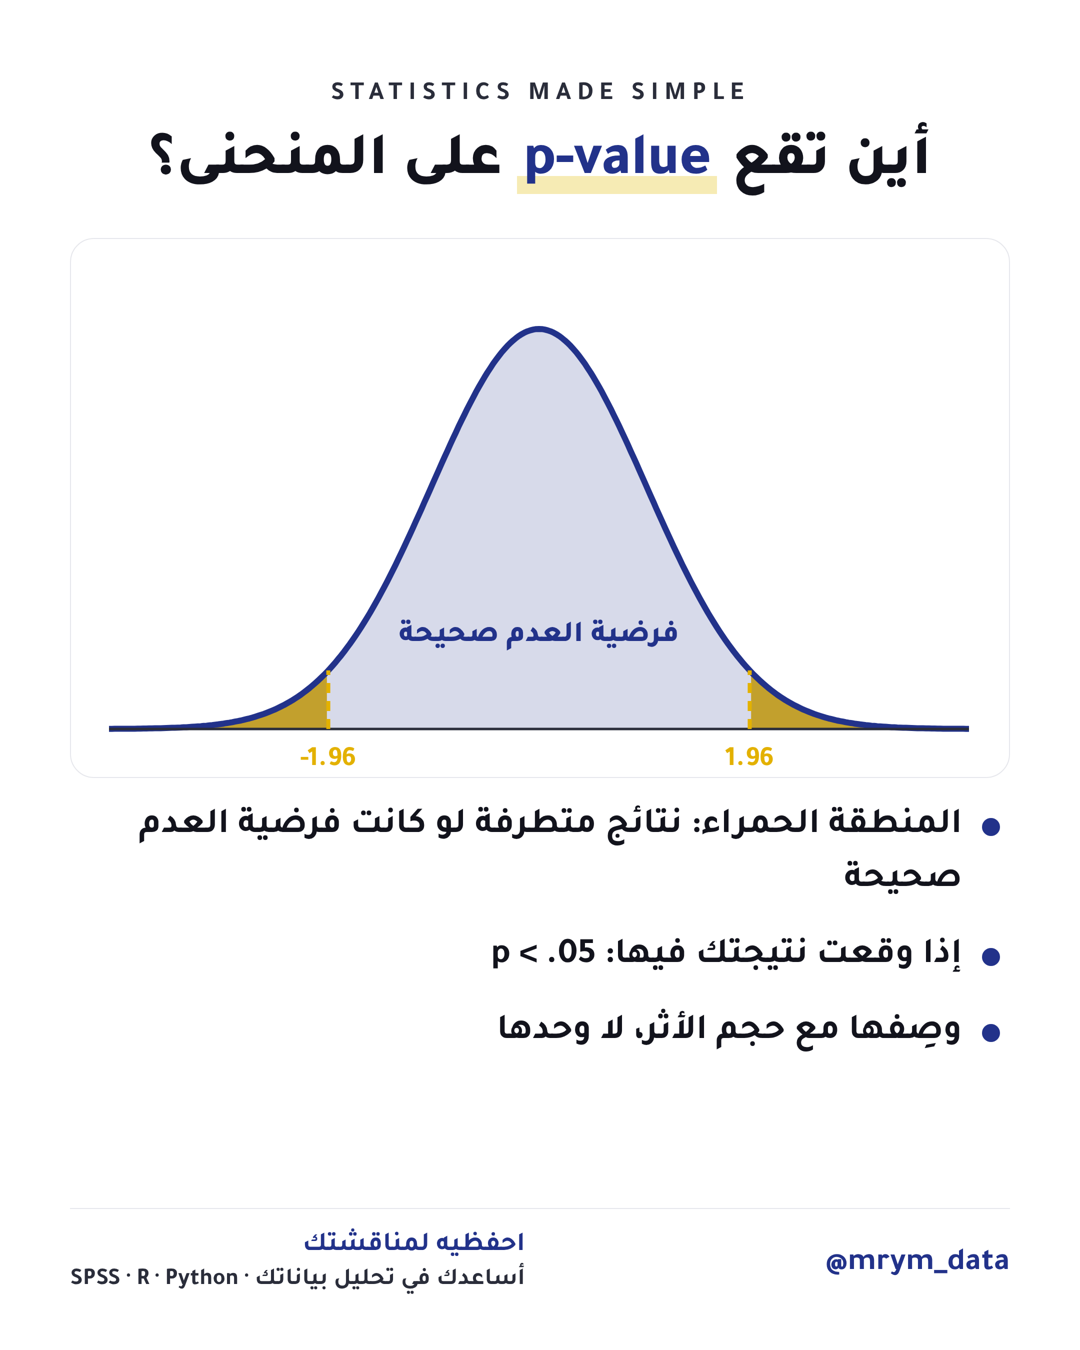 STATISTICS MADE SIMPLE
أين تقع p-value على المنحنى؟
فرضية العدم صحيحة
-1.96
1.96
المنطقة الحمراء: نتائج متطرفة لو كانت فرضية العدم
صحيحة
إذا وقعت نتيجتك فيها: p < .05
وصِفها مع حجم الأثر، لا وحدها
@mrym_data
احفظيه لمناقشتك
أساعدك في تحليل بياناتك · SPSS · R · Python